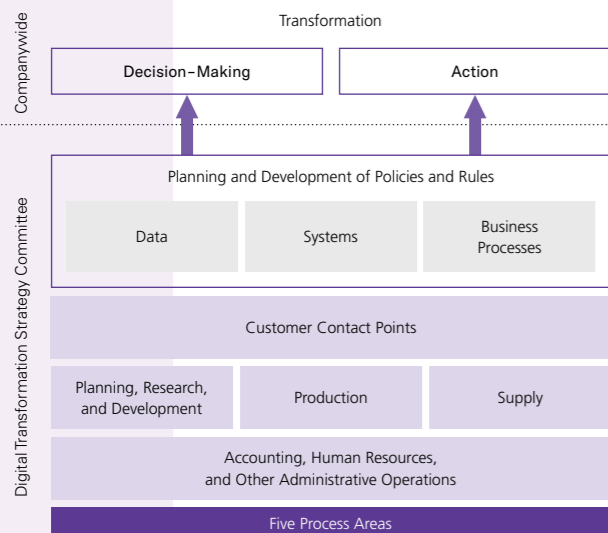 Companywide
Transformation
Decision-Making
Action
Digital Transformation Strategy Committee
Planning and Development of Policies and Rules
Data
Systems
Business
Processes
Customer Contact Points
Planning, Research,
and Development
Production
Supply
Accounting, Human Resources,
and Other Administrative Operations
Five Process Areas